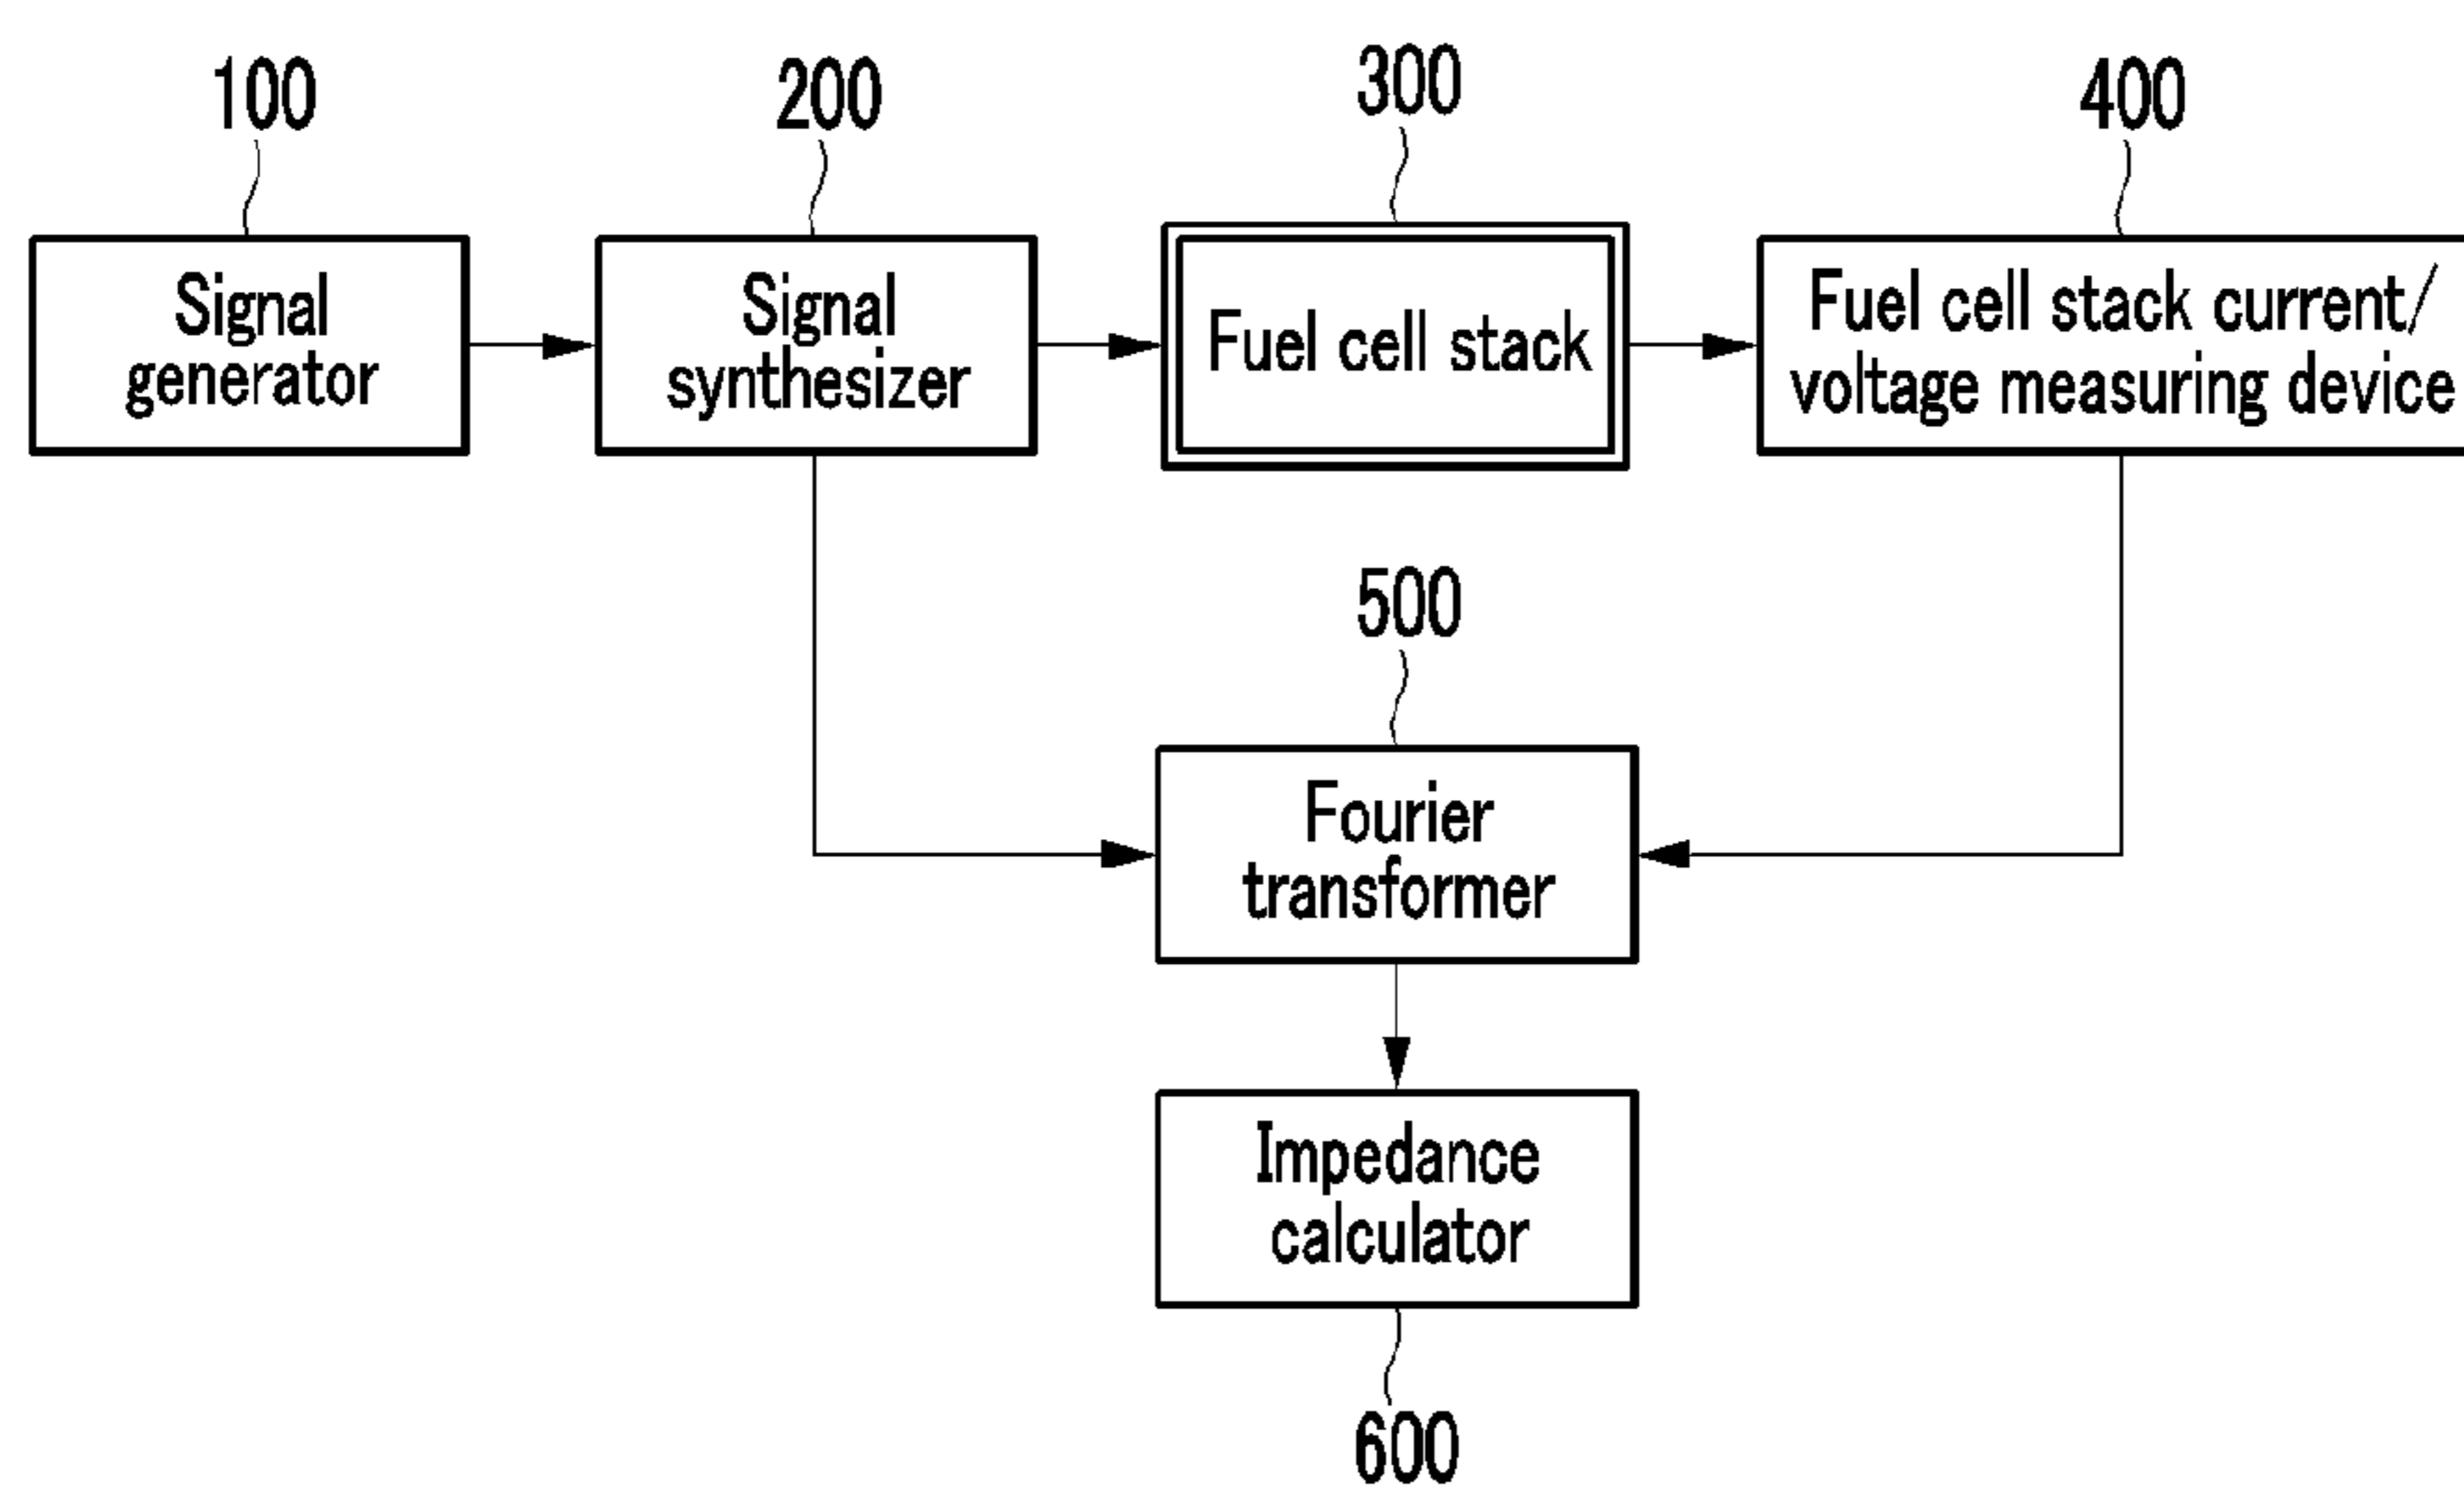 100
200
300
400
Signal
generator
Signal
synthesizer
Fuel cell stack
Fuel cell stack current/
voltage measuring device
500
Fourier
transformer
Impedance
calculator
600